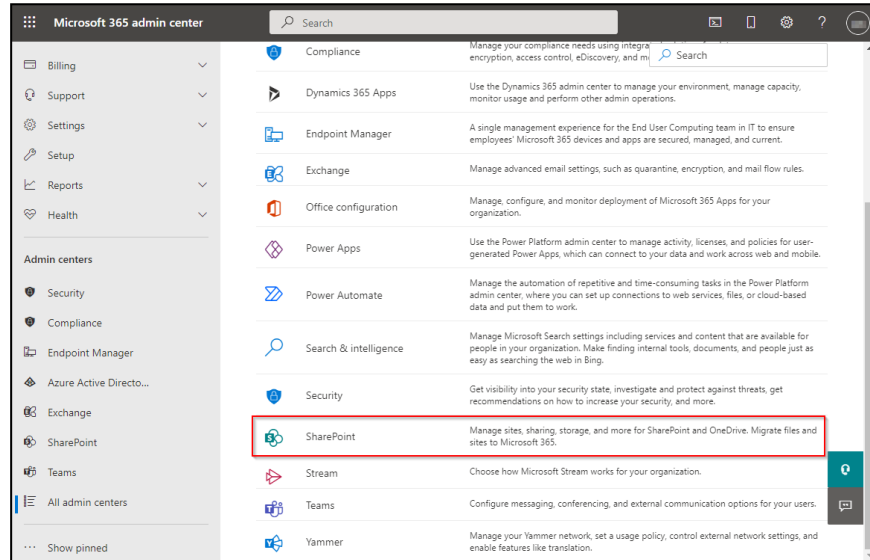 Microsoft 365 admin center
Search
?
Billing
Support
Settings
Setup
Reports
Health
Admin centers
Security
Compliance
Endpoint Manager
Azure Active Directo...
Exchange
SharePoint
Teams
All admin centers
Show pinned
Compliance
Manage your compliance needs using integra
encryption, access control, eDiscovery, and m
Search
Dynamics 365 Apps
Use the Dynamics 365 admin center to manage your environment, manage capacity,
monitor usage and perform other admin operations.
Endpoint Manager
A single management experience for the End User Computing team in IT to ensure
employees' Microsoft 365 devices and apps are secured, managed, and current.
Exchange
Manage advanced email settings, such as quarantine, encryption, and mail flow rules.
Office configuration
Manage, configure, and monitor deployment of Microsoft 365 Apps for your
organization.
Power Apps
Use the Power Platform admin center to manage activity, licenses, and policies for user-
generated Power Apps, which can connect to your data and work across web and mobile.
Power Automate
Manage the automation of repetitive and time-consuming tasks in the Power Platform
admin center, where you can set up connections to web services, files, or cloud-based
data and put them to work.
Search & intelligence
Manage Microsoft Search settings including services and content that are available for
people in your organization. Make finding internal tools, documents, and people just as
easy as searching the web in Bing.
Security
Get visibility into your security state, investigate and protect against threats, get
recommendations on how to increase your security, and more.
SharePoint
Manage sites, sharing, storage, and more for SharePoint and OneDrive. Migrate files and
sites to Microsoft 365.
Stream
Choose how Microsoft Stream works for your organization.
Teams
Configure messaging, conferencing, and external communication options for your users.
Yammer
Manage your Yammer network, set a usage policy, control external network settings, and
enable features like translation.